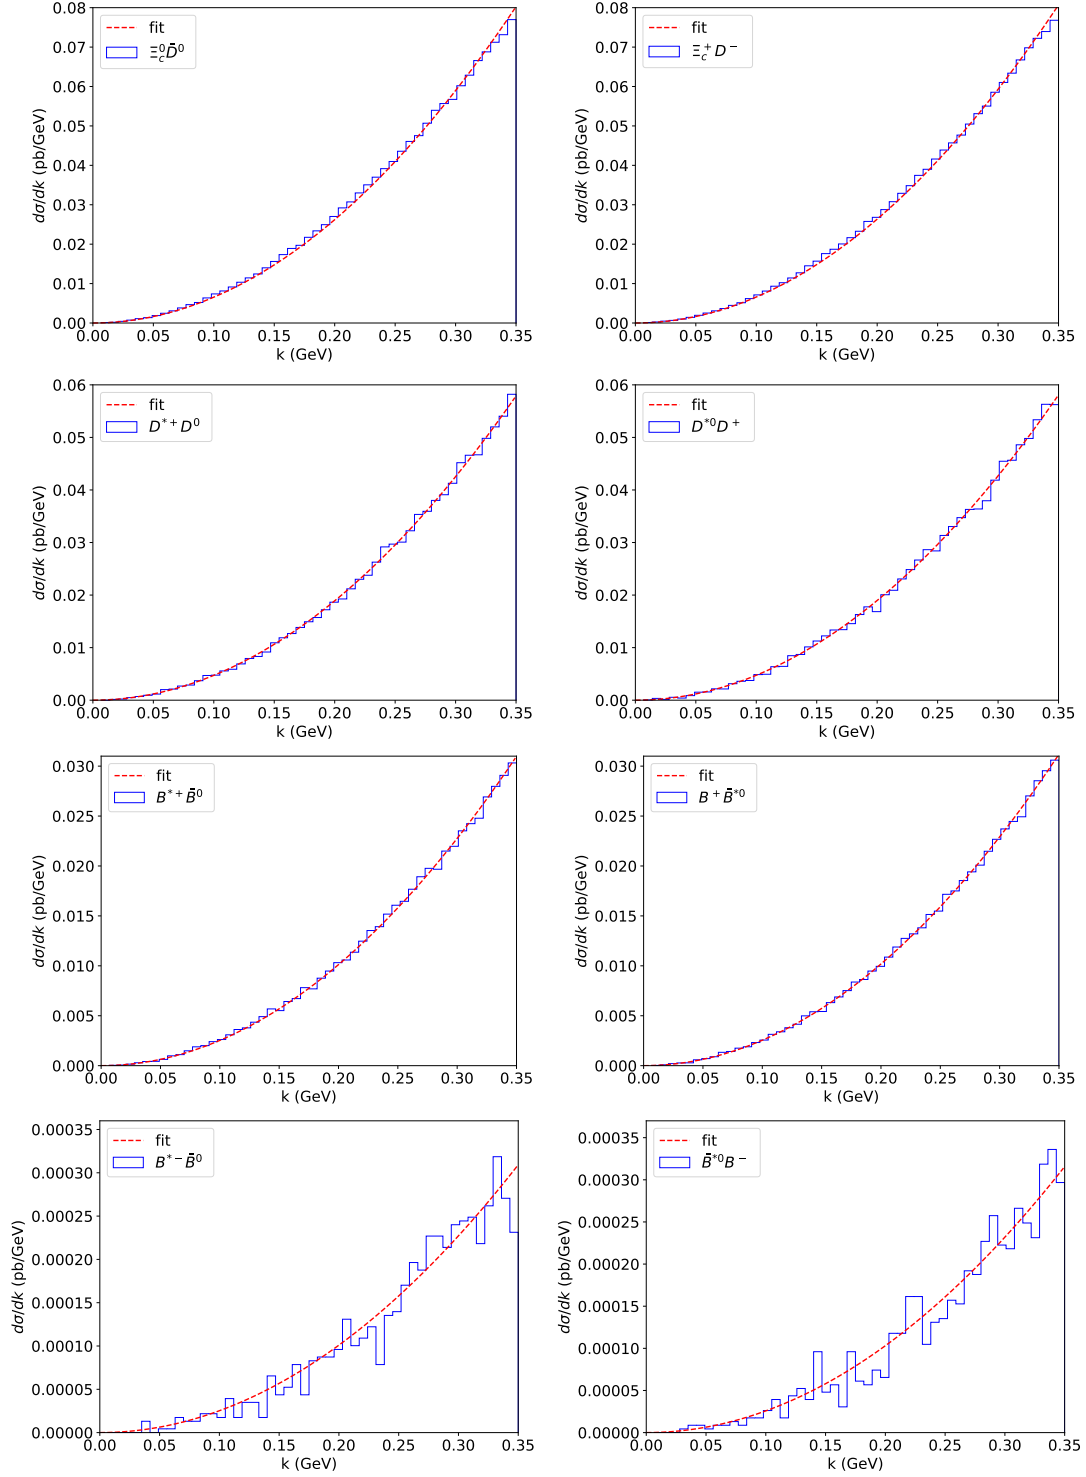 0.08
0.07
0.06
0.05
0.04
0.03
0.02
0.01
0.00
dσ/dk (pb/GeV)
fit
Ξ_c^0 D̄^0
0.00 0.05 0.10 0.15 0.20 0.25 0.30 0.35
k (GeV)
0.08
0.07
0.06
0.05
0.04
0.03
0.02
0.01
0.00
dσ/dk (pb/GeV)
fit
Ξ_c^+ D^−
0.00 0.05 0.10 0.15 0.20 0.25 0.30 0.35
k (GeV)
0.06
0.05
0.04
0.03
0.02
0.01
0.00
dσ/dk (pb/GeV)
fit
D^{*+} D^0
0.00 0.05 0.10 0.15 0.20 0.25 0.30 0.35
k (GeV)
0.06
0.05
0.04
0.03
0.02
0.01
0.00
dσ/dk (pb/GeV)
fit
D^{*0} D^+
0.00 0.05 0.10 0.15 0.20 0.25 0.30 0.35
k (GeV)
0.030
0.025
0.020
0.015
0.010
0.005
0.000
dσ/dk (pb/GeV)
fit
B^{*+} B̄^0
0.00 0.05 0.10 0.15 0.20 0.25 0.30 0.35
k (GeV)
0.030
0.025
0.020
0.015
0.010
0.005
0.000
dσ/dk (pb/GeV)
fit
B^+ B̄^{*0}
0.00 0.05 0.10 0.15 0.20 0.25 0.30 0.35
k (GeV)
0.00035
0.00030
0.00025
0.00020
0.00015
0.00010
0.00005
0.00000
dσ/dk (pb/GeV)
fit
B^{*−} B̄^0
0.00 0.05 0.10 0.15 0.20 0.25 0.30 0.35
k (GeV)
0.00035
0.00030
0.00025
0.00020
0.00015
0.00010
0.00005
0.00000
dσ/dk (pb/GeV)
fit
B̄^{*0} B^−
0.00 0.05 0.10 0.15 0.20 0.25 0.30 0.35
k (GeV)